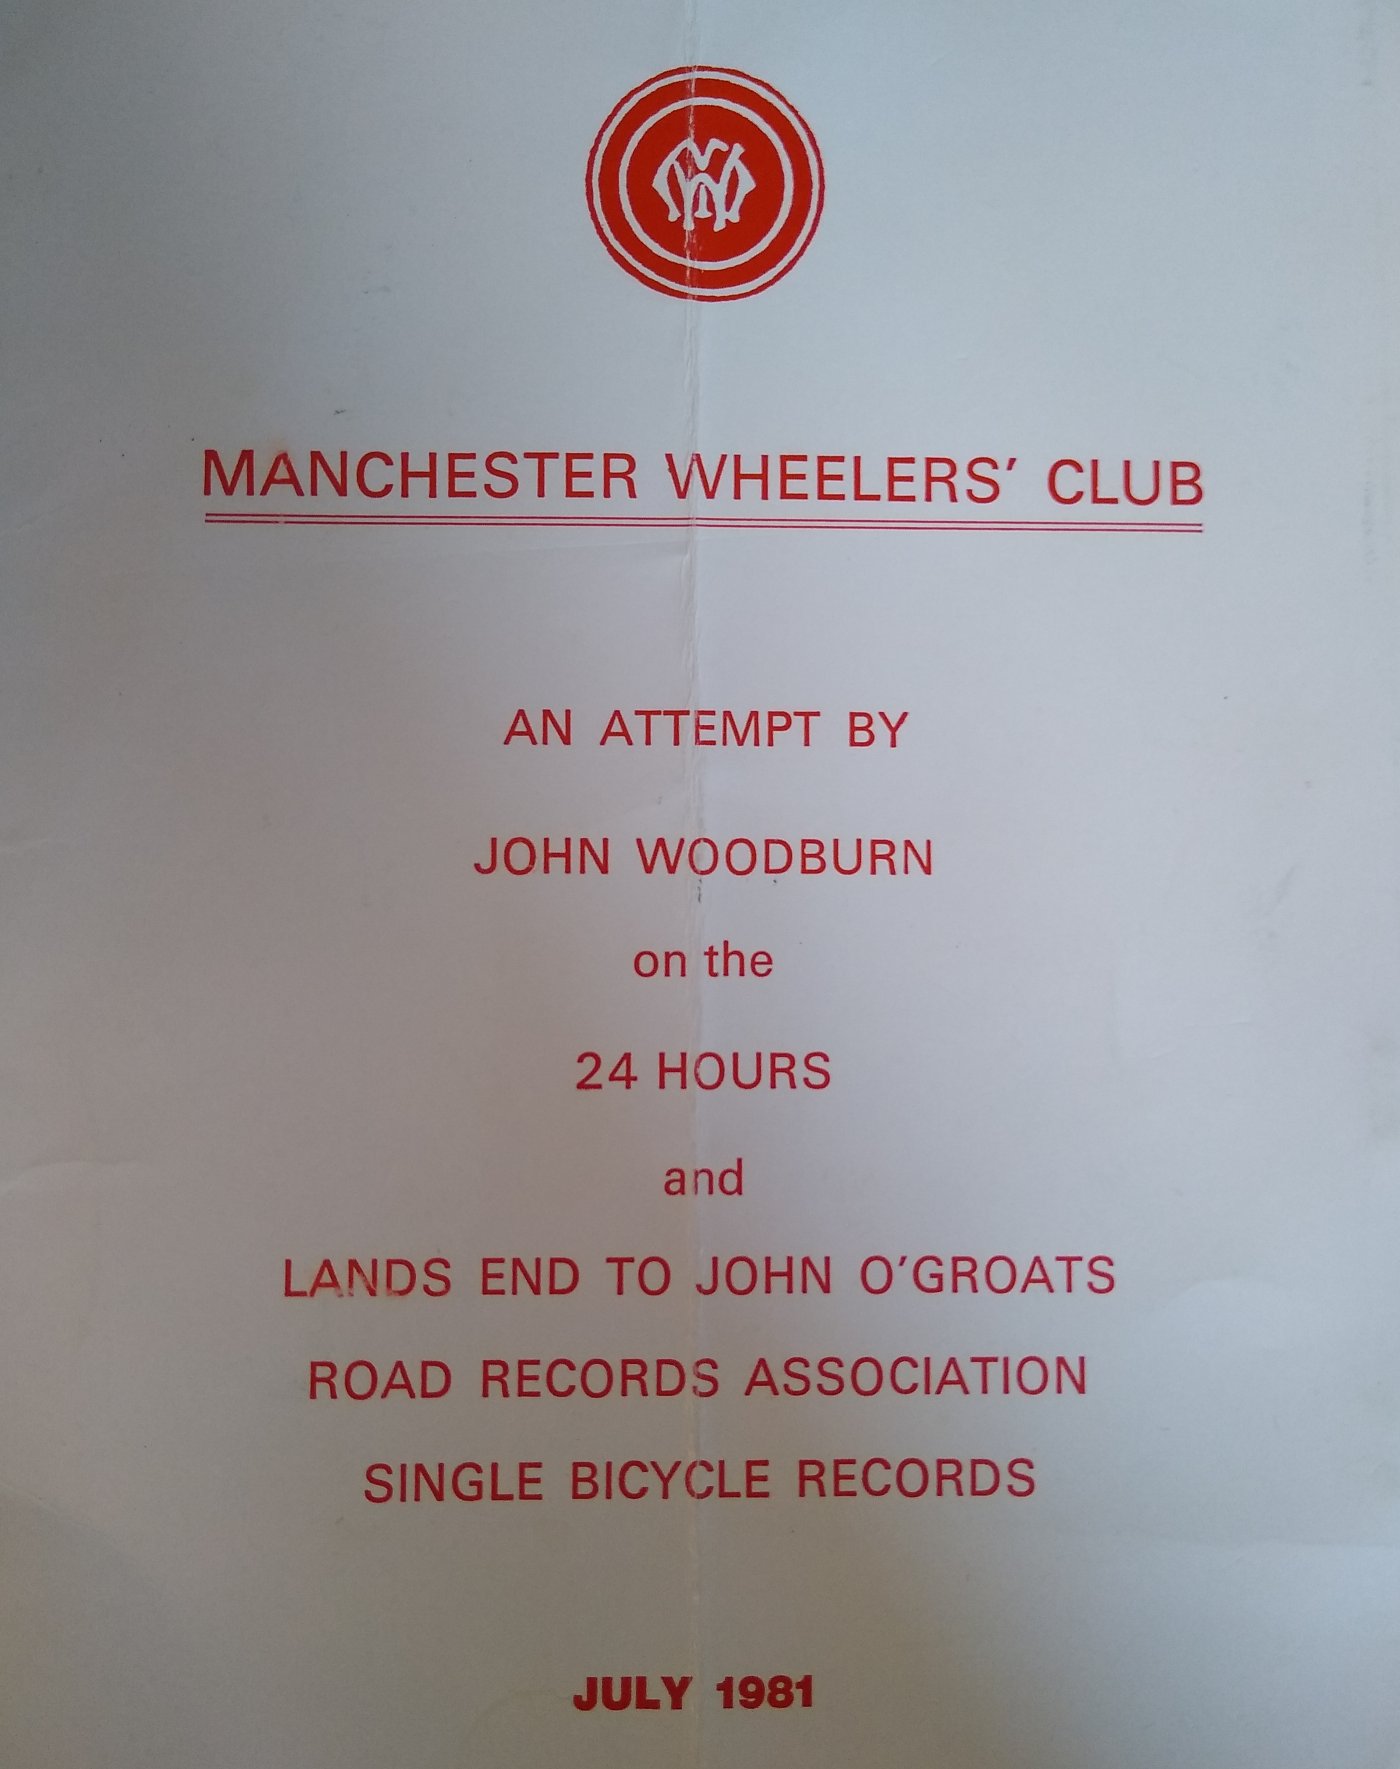 MW
MANCHESTER WHEELERS' CLUB
AN ATTEMPT BY
JOHN WOODBURN
on the
24 HOURS
and
LANDS END TO JOHN O'GROATS
ROAD RECORDS ASSOCIATION
SINGLE BICYCLE RECORDS
JULY 1981